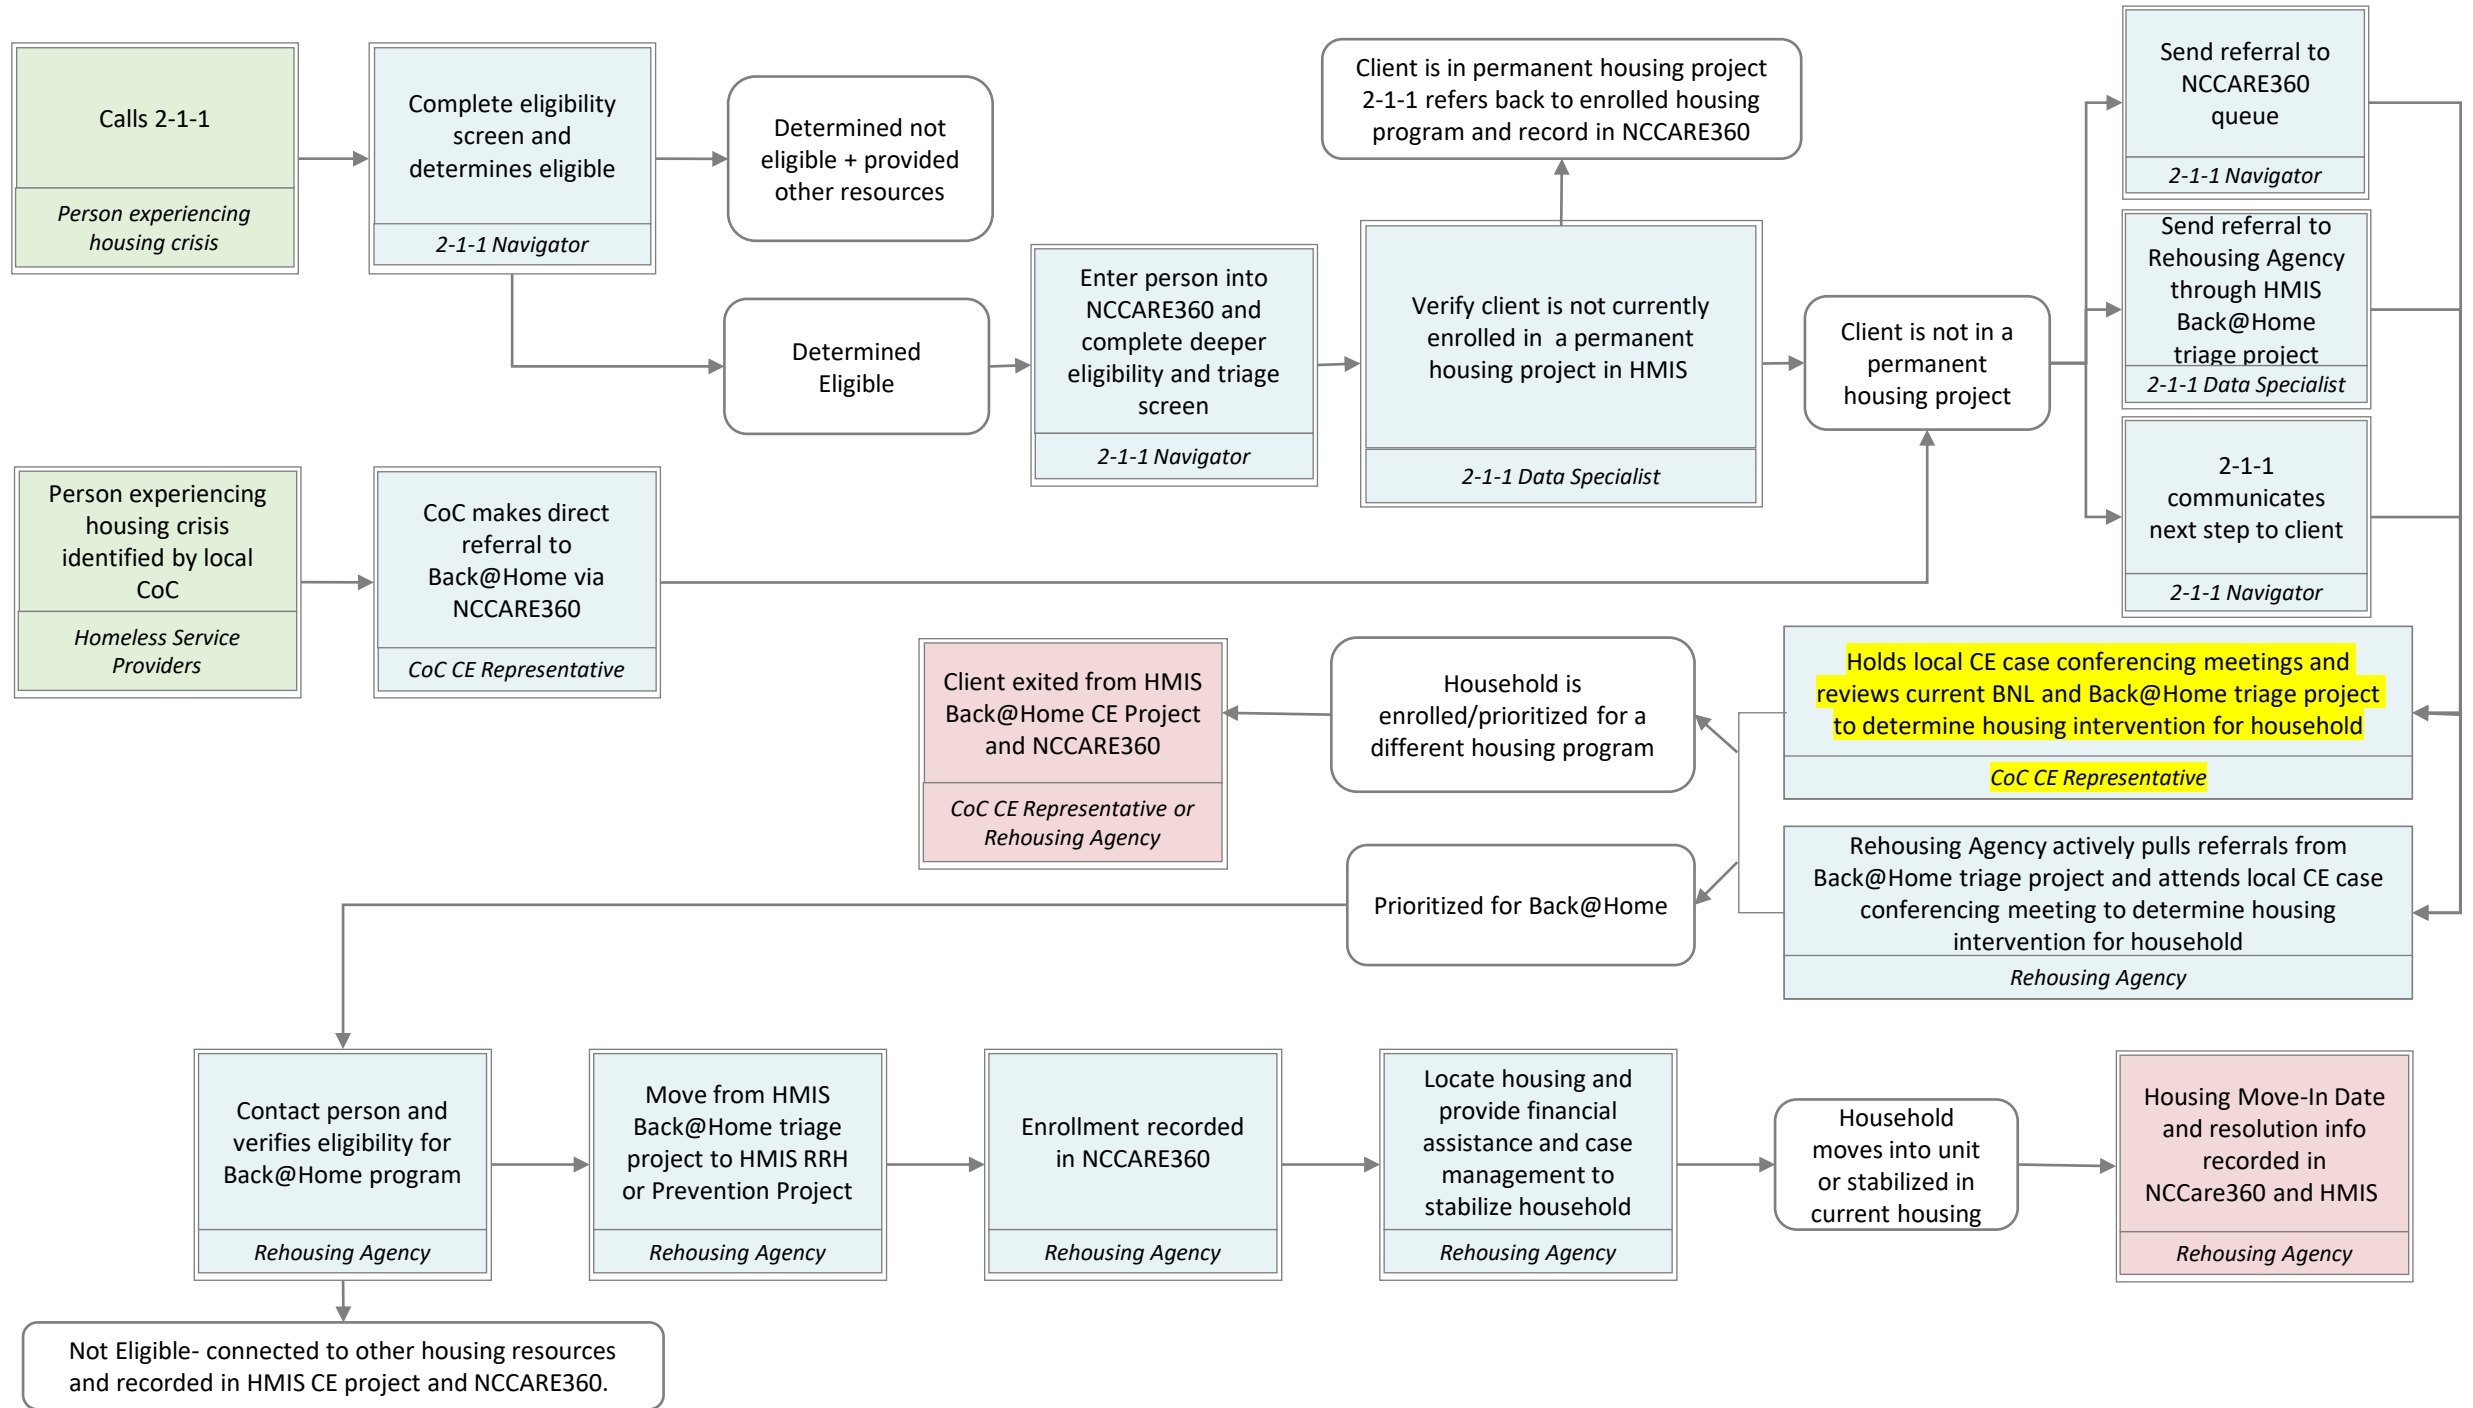 Calls 2-1-1
Person experiencing
housing crisis
Complete eligibility
screen and
determines eligible
2-1-1 Navigator
Determined not
eligible + provided
other resources
Determined
Eligible
Enter person into
NCCARE360 and
complete deeper
eligibility and triage
screen
2-1-1 Navigator
Client is in permanent housing project
2-1-1 refers back to enrolled housing
program and record in NCCARE360
Verify client is not currently
enrolled in a permanent
housing project in HMIS
2-1-1 Data Specialist
Client is not in a
permanent
housing project
Send referral to
NCCARE360
queue
2-1-1 Navigator
Send referral to
Rehousing Agency
through HMIS
Back@Home
triage project
2-1-1 Data Specialist
2-1-1
communicates
next step to client
2-1-1 Navigator
Person experiencing
housing crisis
identified by local
CoC
Homeless Service
Providers
CoC makes direct
referral to
Back@Home via
NCCARE360
CoC CE Representative
Holds local CE case conferencing meetings and
reviews current BNL and Back@Home triage project
to determine housing intervention for household
CoC CE Representative
Rehousing Agency actively pulls referrals from
Back@Home triage project and attends local CE case
conferencing meeting to determine housing
intervention for household
Rehousing Agency
Household is
enrolled/prioritized for a
different housing program
Client exited from HMIS
Back@Home CE Project
and NCCARE360
CoC CE Representative or
Rehousing Agency
Prioritized for Back@Home
Contact person and
verifies eligibility for
Back@Home program
Rehousing Agency
Not Eligible- connected to other housing resources
and recorded in HMIS CE project and NCCARE360.
Move from HMIS
Back@Home triage
project to HMIS RRH
or Prevention Project
Rehousing Agency
Enrollment recorded
in NCCARE360
Rehousing Agency
Locate housing and
provide financial
assistance and case
management to
stabilize household
Rehousing Agency
Household
moves into unit
or stabilized in
current housing
Housing Move-In Date
and resolution info
recorded in
NCCare360 and HMIS
Rehousing Agency